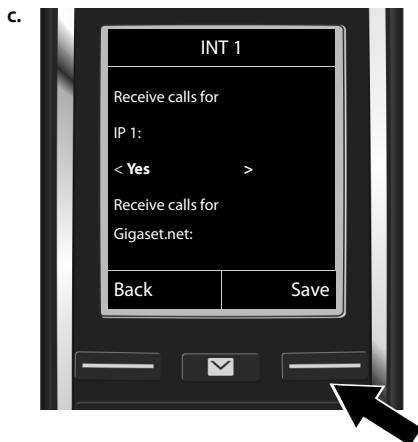 c.
INT 1
Receive calls for
IP 1:
< Yes >
Receive calls for
Gigaset.net:
Back Save